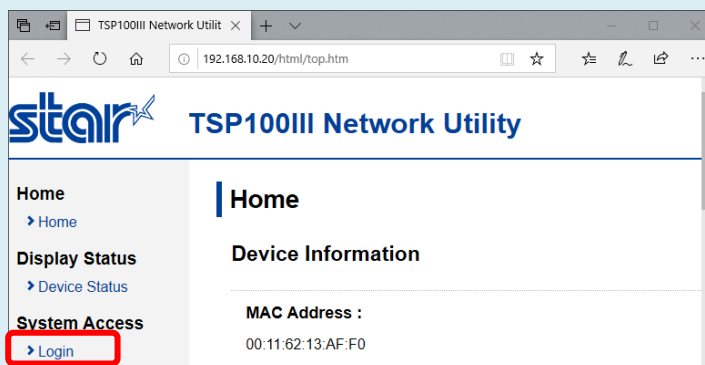 TSP100III Network Utilit
192.168.10.20/html/top.htm
star
TSP100III Network Utility
Home
Home
Display Status
Device Status
System Access
Login
Home
Device Information
MAC Address :
00:11:62:13:AF:F0